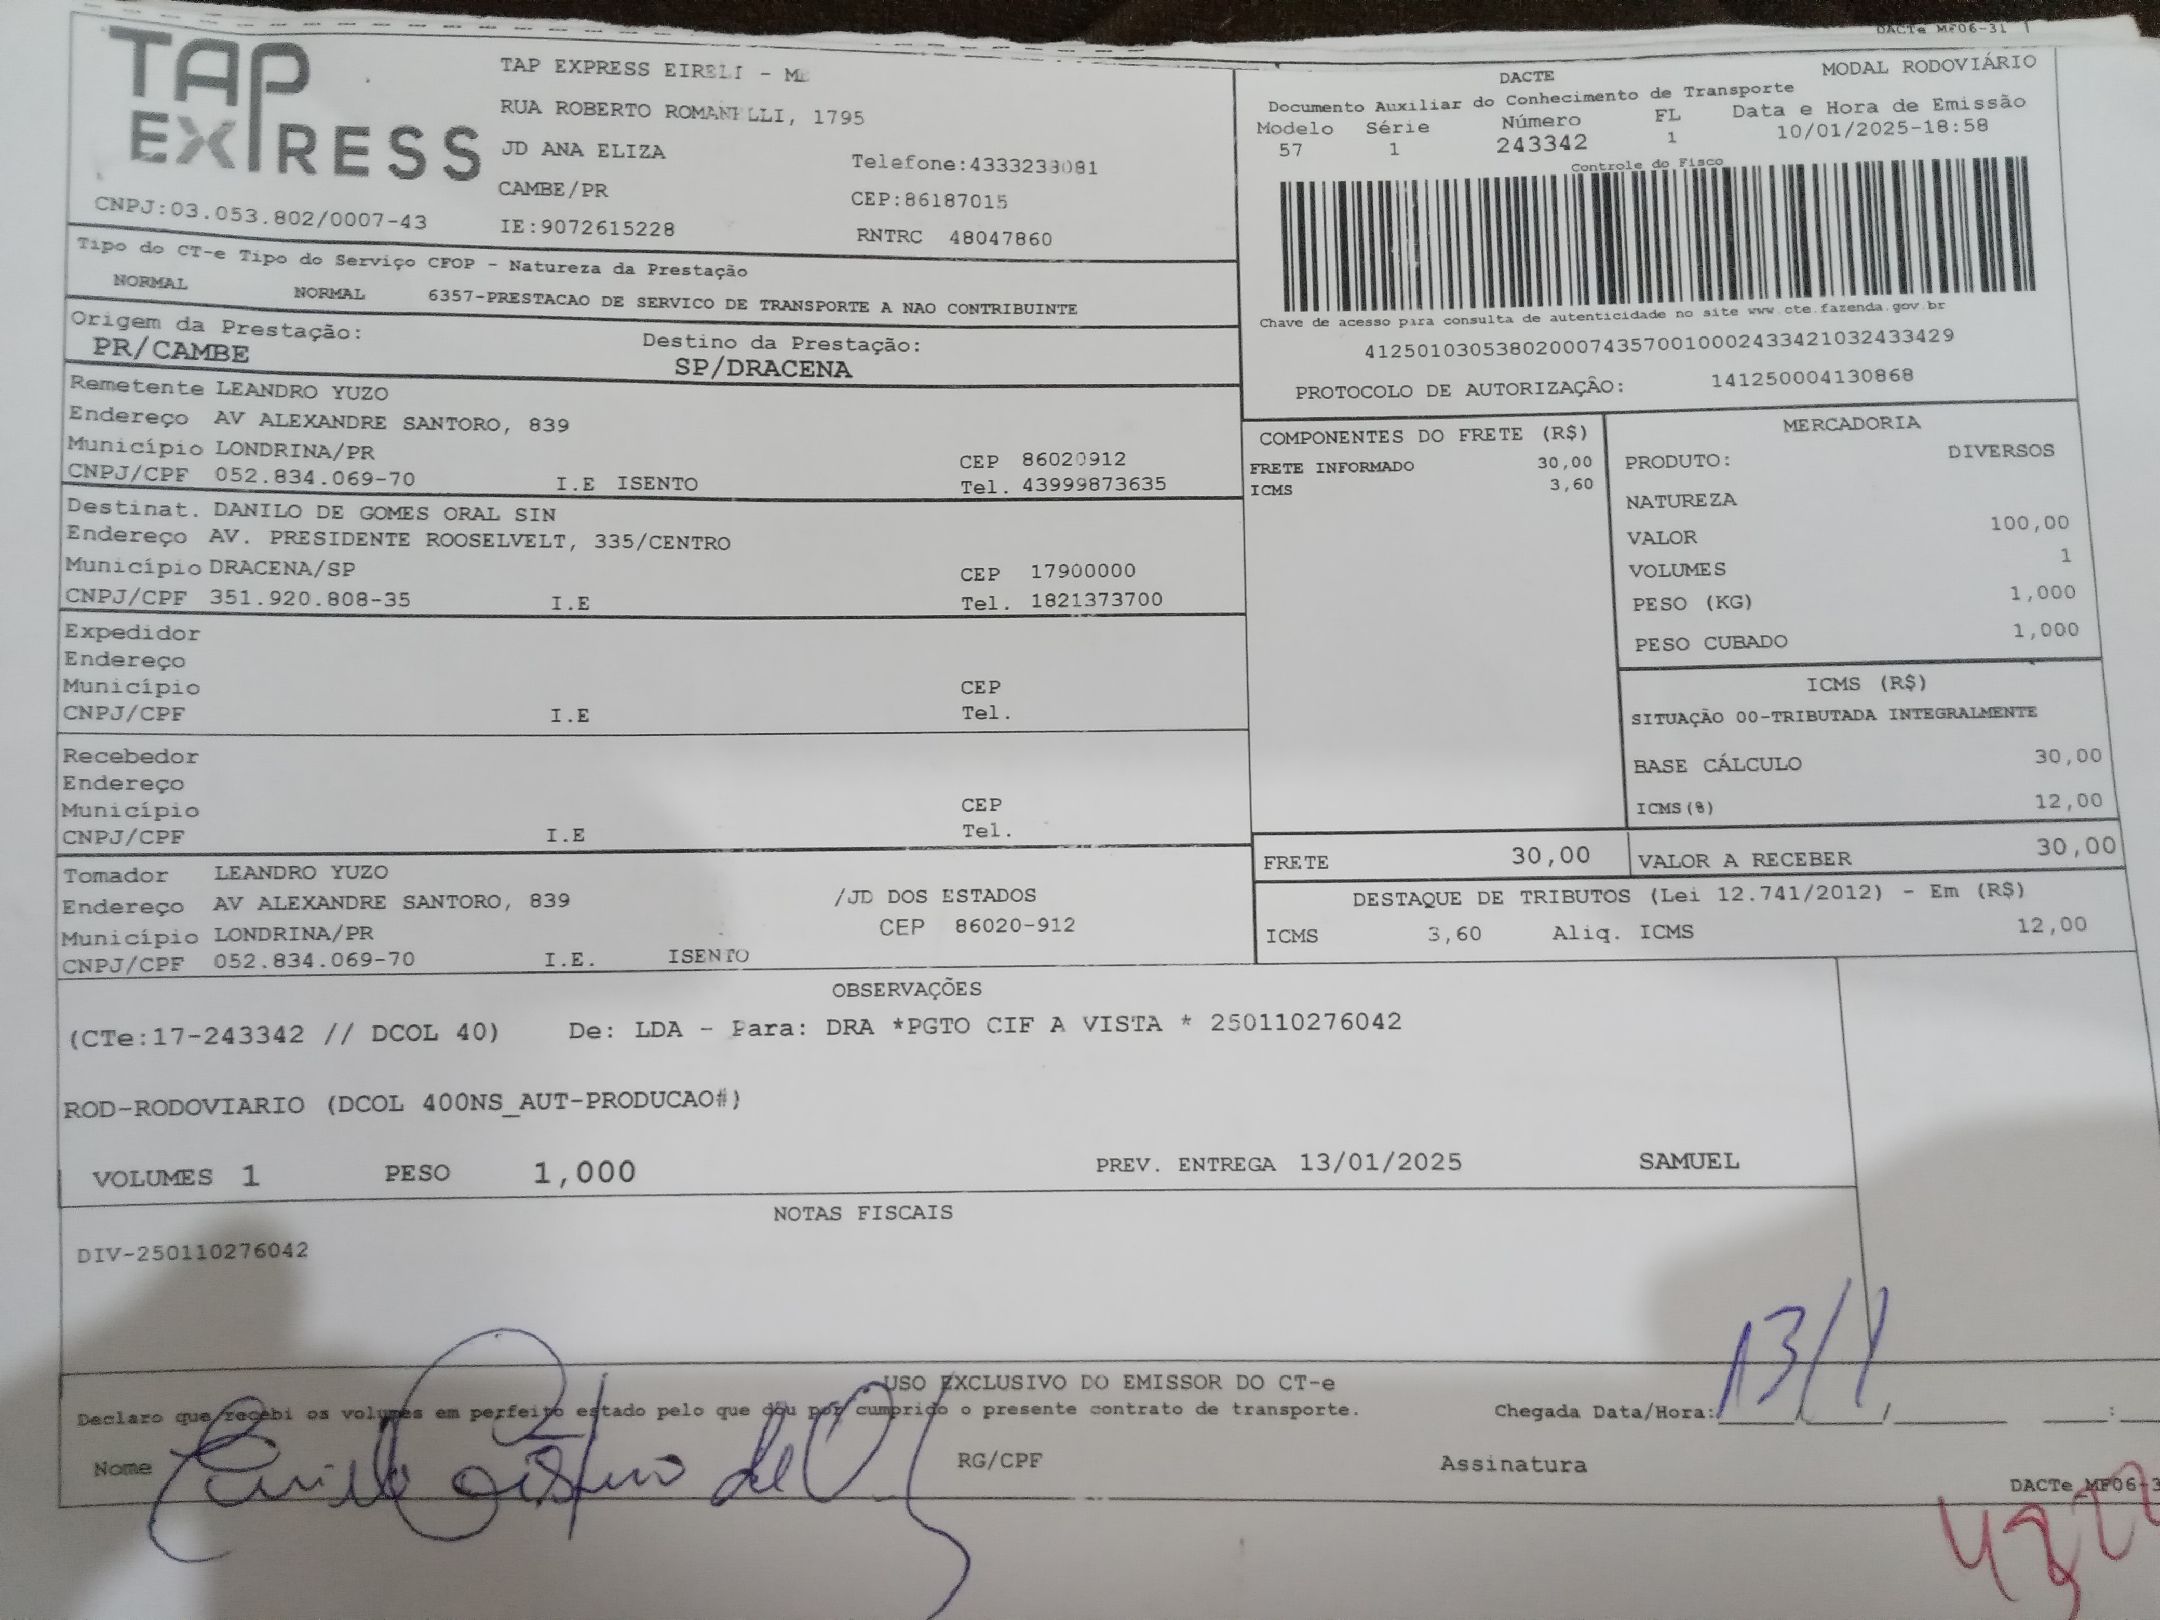 DACTe MF06-31
TAP
EXPRESS
CNPJ:03.053.802/0007-43
TAP EXPRESS EIRELI - ME
RUA ROBERTO ROMANELLI, 1795
JD ANA ELIZA
Telefone:4333233081
CAMBE/PR
CEP:86187015
IE:9072615228
RNTRC 48047860
DACTE
MODAL RODOVIÁRIO
Documento Auxiliar do Conhecimento de Transporte
Modelo Série Número FL Data e Hora de Emissão
57 1 243342 1 10/01/2025-18:58
Controle do Fisco
Chave de acesso para consulta de autenticidade no site www.cte.fazenda.gov.br
41250103053802000743570010002433421032433429
PROTOCOLO DE AUTORIZAÇÃO: 141250004130868
Tipo do CT-e Tipo do Serviço CFOP - Natureza da Prestação
NORMAL NORMAL 6357-PRESTACAO DE SERVICO DE TRANSPORTE A NAO CONTRIBUINTE
Origem da Prestação: Destino da Prestação:
PR/CAMBE SP/DRACENA
Remetente LEANDRO YUZO
Endereço AV ALEXANDRE SANTORO, 839
Município LONDRINA/PR CEP 86020912
CNPJ/CPF 052.834.069-70 I.E ISENTO Tel. 43999873635
Destinat. DANILO DE GOMES ORAL SIN
Endereço AV. PRESIDENTE ROOSELVELT, 335/CENTRO
Município DRACENA/SP CEP 17900000
CNPJ/CPF 351.920.808-35 I.E Tel. 1821373700
Expedidor
Endereço
Município CEP
CNPJ/CPF I.E Tel.
Recebedor
Endereço
Município CEP
CNPJ/CPF I.E Tel.
Tomador LEANDRO YUZO
Endereço AV ALEXANDRE SANTORO, 839 /JD DOS ESTADOS
Município LONDRINA/PR CEP 86020-912
CNPJ/CPF 052.834.069-70 I.E. ISENTO
COMPONENTES DO FRETE (R$)
FRETE INFORMADO 30,00
ICMS 3,60
MERCADORIA
PRODUTO: DIVERSOS
NATUREZA
VALOR 100,00
VOLUMES 1
PESO (KG) 1,000
PESO CUBADO 1,000
ICMS (R$)
SITUAÇÃO 00-TRIBUTADA INTEGRALMENTE
BASE CÁLCULO 30,00
ICMS(%) 12,00
FRETE 30,00 VALOR A RECEBER 30,00
DESTAQUE DE TRIBUTOS (Lei 12.741/2012) - Em (R$)
ICMS 3,60 Aliq. ICMS 12,00
OBSERVAÇÕES
(CTe:17-243342 // DCOL 40) De: LDA - Para: DRA *PGTO CIF A VISTA * 250110276042
ROD-RODOVIARIO (DCOL 400NS_AUT-PRODUCAO#)
VOLUMES 1 PESO 1,000 PREV. ENTREGA 13/01/2025 SAMUEL
NOTAS FISCAIS
DIV-250110276042
USO EXCLUSIVO DO EMISSOR DO CT-e
Declaro que recebi os volumes em perfeito estado pelo que dou por cumprido o presente contrato de transporte. Chegada Data/Hora: 13/1
Nome RG/CPF Assinatura
DACTe MF06-3